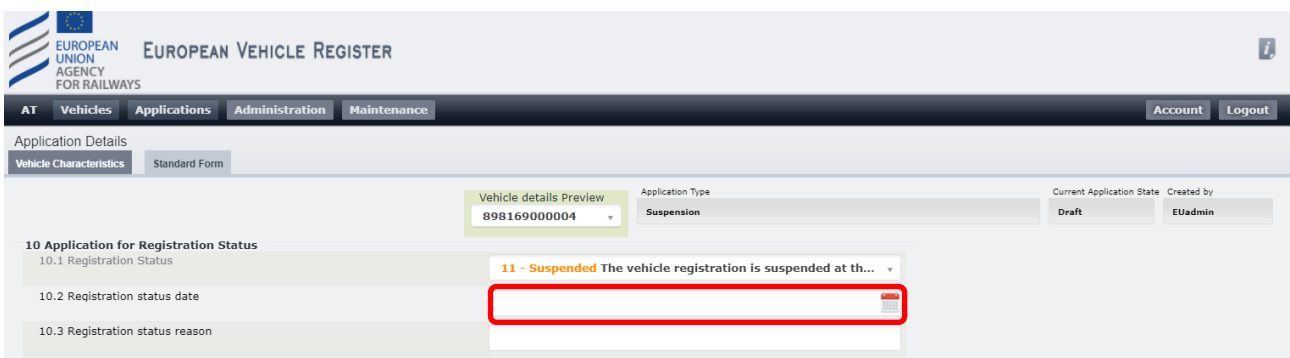 EUROPEAN
UNION
AGENCY
FOR RAILWAYS
EUROPEAN VEHICLE REGISTER
i
AT Vehicles Applications Administration Maintenance Account Logout
Application Details
Vehicle Characteristics Standard Form
Vehicle details Preview Application Type Current Application State Created by
898169000004 Suspension Draft EUadmin
10 Application for Registration Status
10.1 Registration Status 11 - Suspended The vehicle registration is suspended at th...
10.2 Registration status date
10.3 Registration status reason